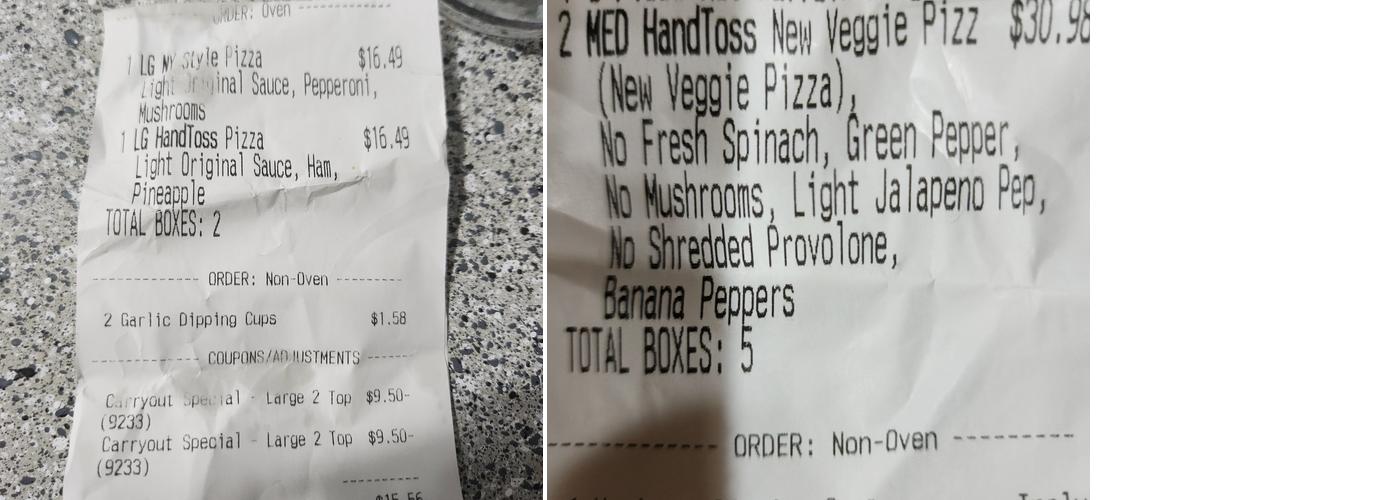 ORDER: Oven
1 LG NY Style Pizza $16.49
Light Original Sauce, Pepperoni,
Mushrooms
1 LG HandToss Pizza $16.49
Light Original Sauce, Ham,
Pineapple
TOTAL BOXES: 2
ORDER: Non-Oven
2 Garlic Dipping Cups $1.58
COUPONS/ADJUSTMENTS
Carryout Special - Large 2 Top $9.50-
(9233)
Carryout Special - Large 2 Top $9.50-
(9233)
$15.56
2 MED HandToss New Veggie Pizz $30.98
(New Veggie Pizza),
No Fresh Spinach, Green Pepper,
No Mushrooms, Light Jalapeno Pep,
No Shredded Provolone,
Banana Peppers
TOTAL BOXES: 5
ORDER: Non-Oven